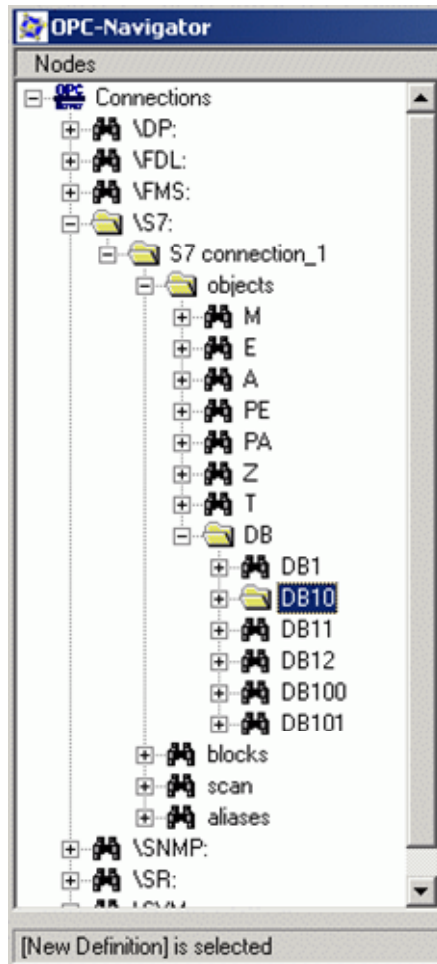 OPC-Navigator
Nodes
Connections
\DP:
\FDL:
\FMS:
\S7:
S7 connection_1
objects
M
E
A
PE
PA
Z
T
DB
DB1
DB10
DB11
DB12
DB100
DB101
blocks
scan
aliases
\SNMP:
\SR:
[New Definition] is selected